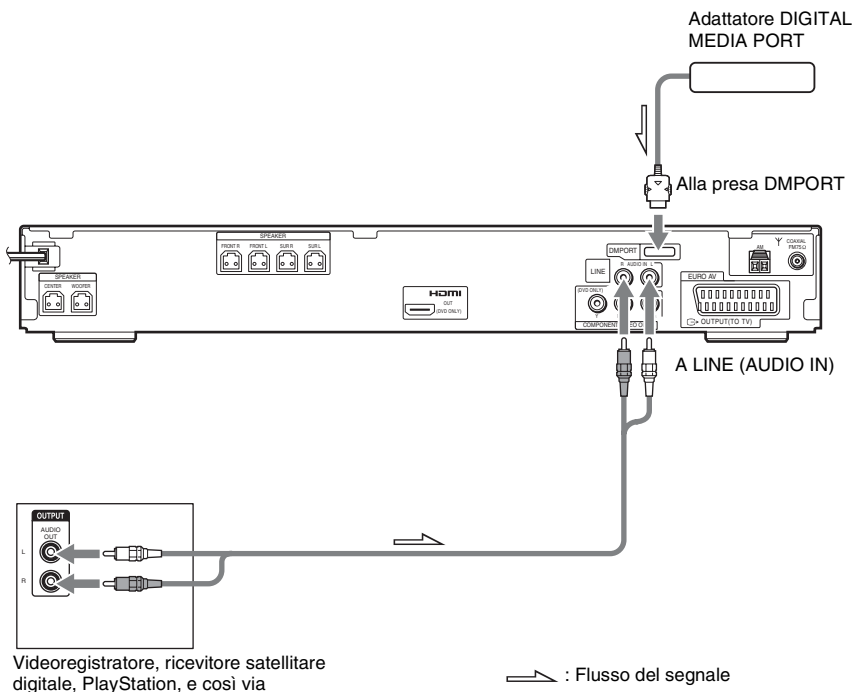 Adattatore DIGITAL
MEDIA PORT
Alla presa DMPORT
SPEAKER
FRONT R FRONT L SUR R SUR L
SPEAKER
CENTER WOOFER
HDMI
OUT
(DVD ONLY)
DMPORT
R AUDIO IN L
LINE
(DVD ONLY)
Y
COMPONENT VIDEO O
AM
COAXIAL
FM75Ω
EURO AV
OUTPUT(TO TV)
A LINE (AUDIO IN)
OUTPUT
AUDIO
OUT
L
R
Videoregistratore, ricevitore satellitare
digitale, PlayStation, e così via
: Flusso del segnale